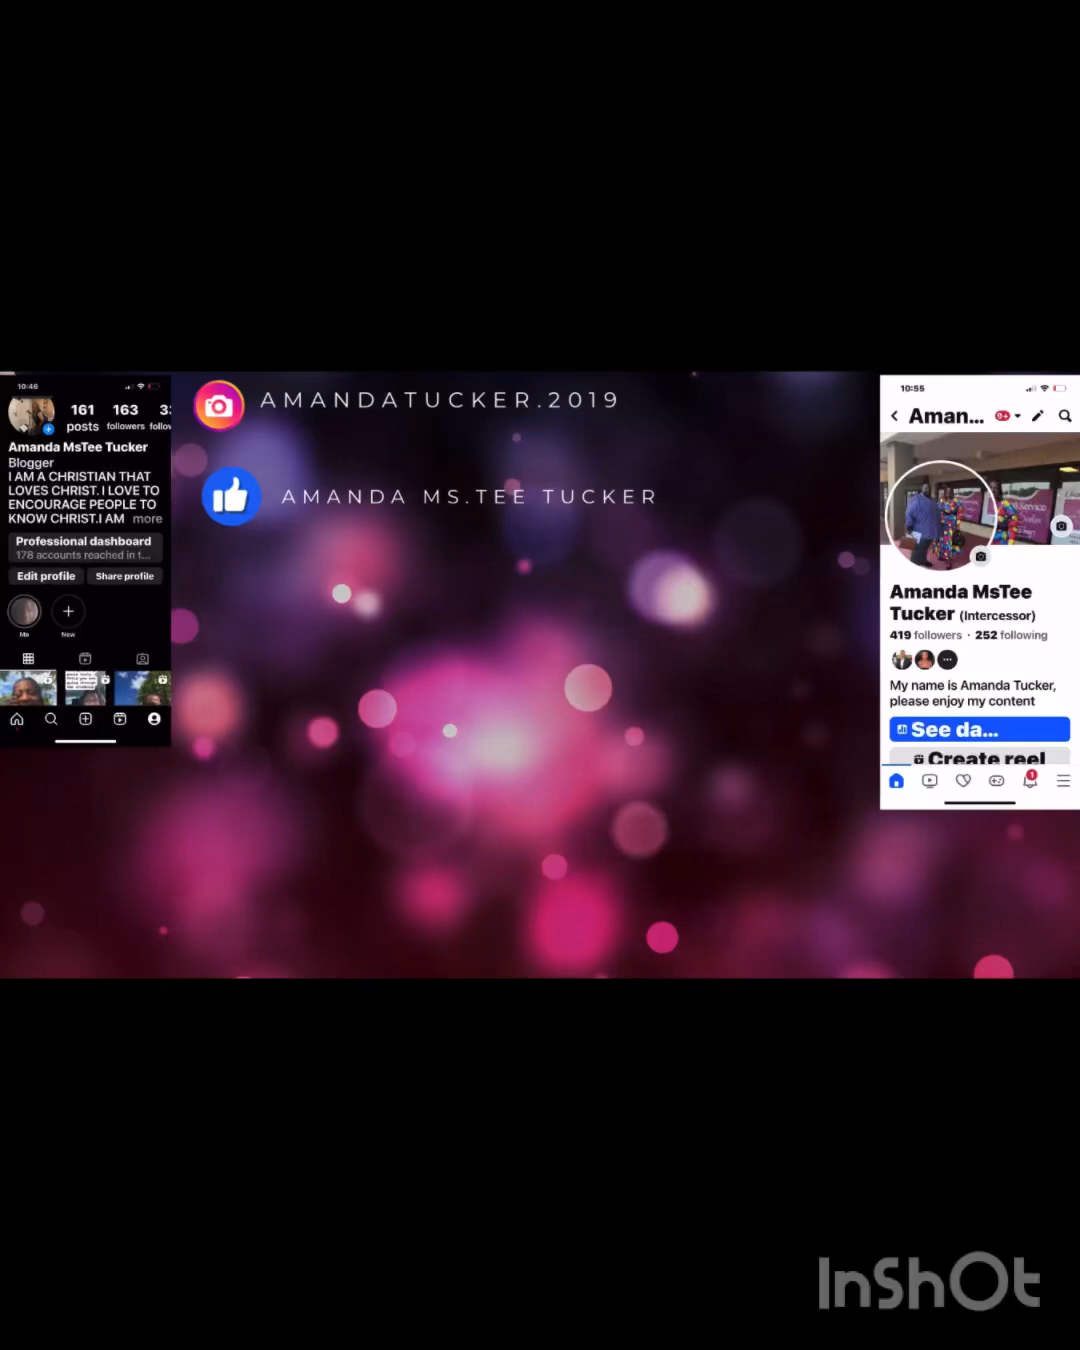 10:46
161
163
posts
followers
Amanda MsTee Tucker
Blogger
I AM A CHRISTIAN THAT
LOVES CHRIST. I LOVE TO
ENCOURAGE PEOPLE TO
KNOW CHRIST.I AM more
Professional dashboard
178 accounts reached in t...
Edit profile
Share profile
Me
New
AMANDATUCKER.2019
AMANDA MS.TEE TUCKER
10:55
Aman...
9+
Amanda MsTee
Tucker (Intercessor)
419 followers · 252 following
My name is Amanda Tucker,
please enjoy my content
See da...
Create reel
1
InShOt